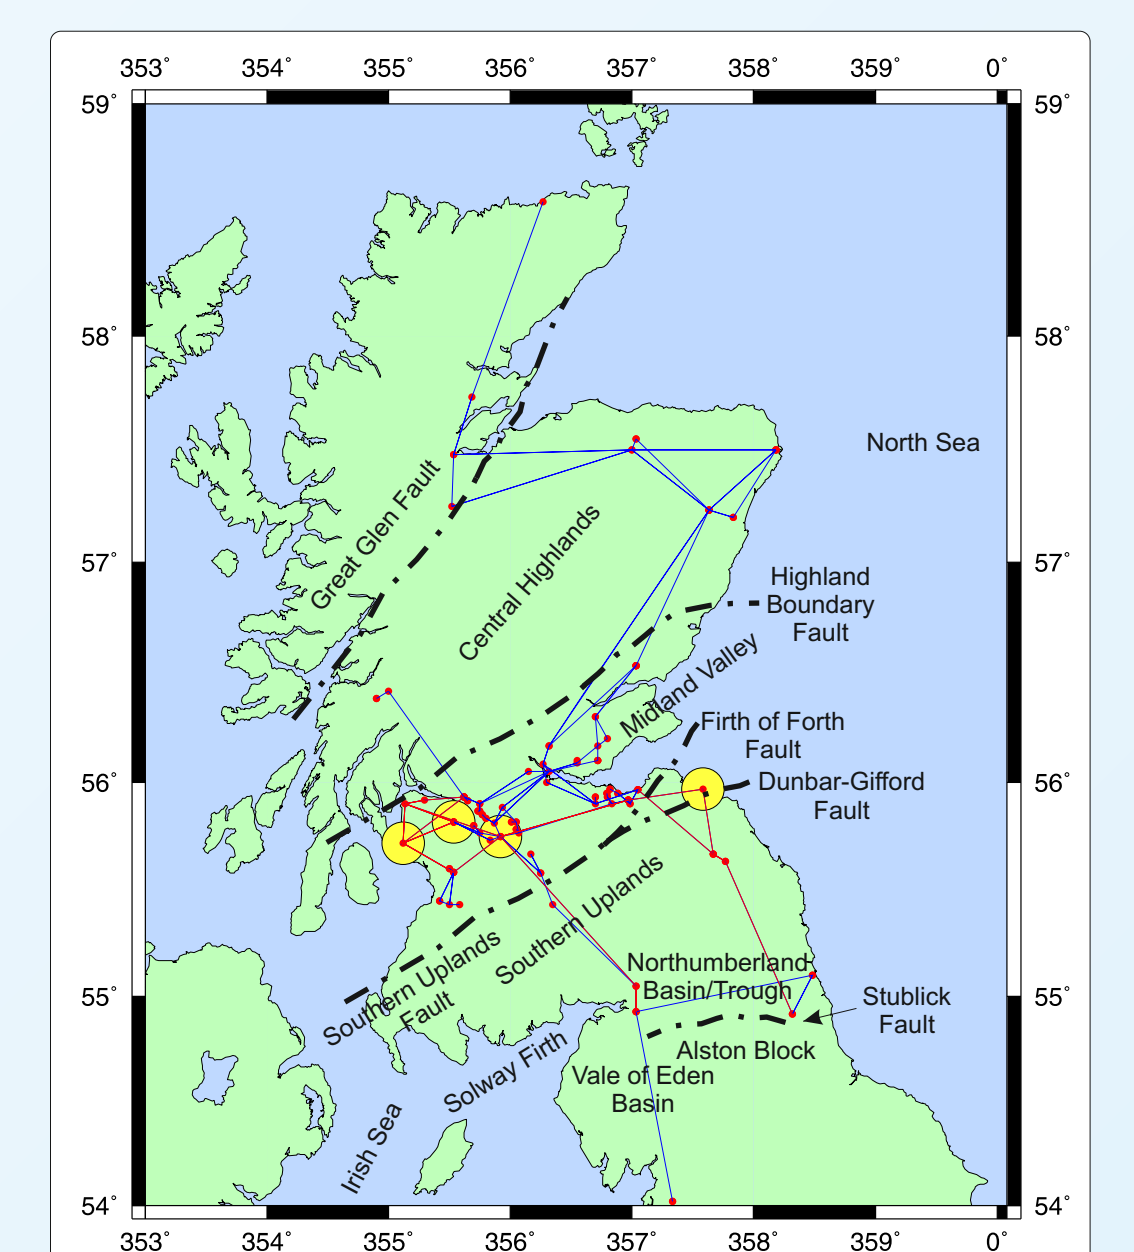 353° 354° 355° 356° 357° 358° 359° 0°
59° 59°
58° 58°
North Sea
Great Glen Fault
Central Highlands
57° 57°
Highland
Boundary
Fault
Midland Valley
Firth of Forth
Fault
56° 56°
Dunbar-Gifford
Fault
Southern Uplands
Southern Uplands
Fault
Northumberland
Basin/Trough
55° 55°
Stublick
Fault
Alston Block
Solway Firth
Vale of Eden
Basin
Irish Sea
54° 54°
353° 354° 355° 356° 357° 358° 359° 0°